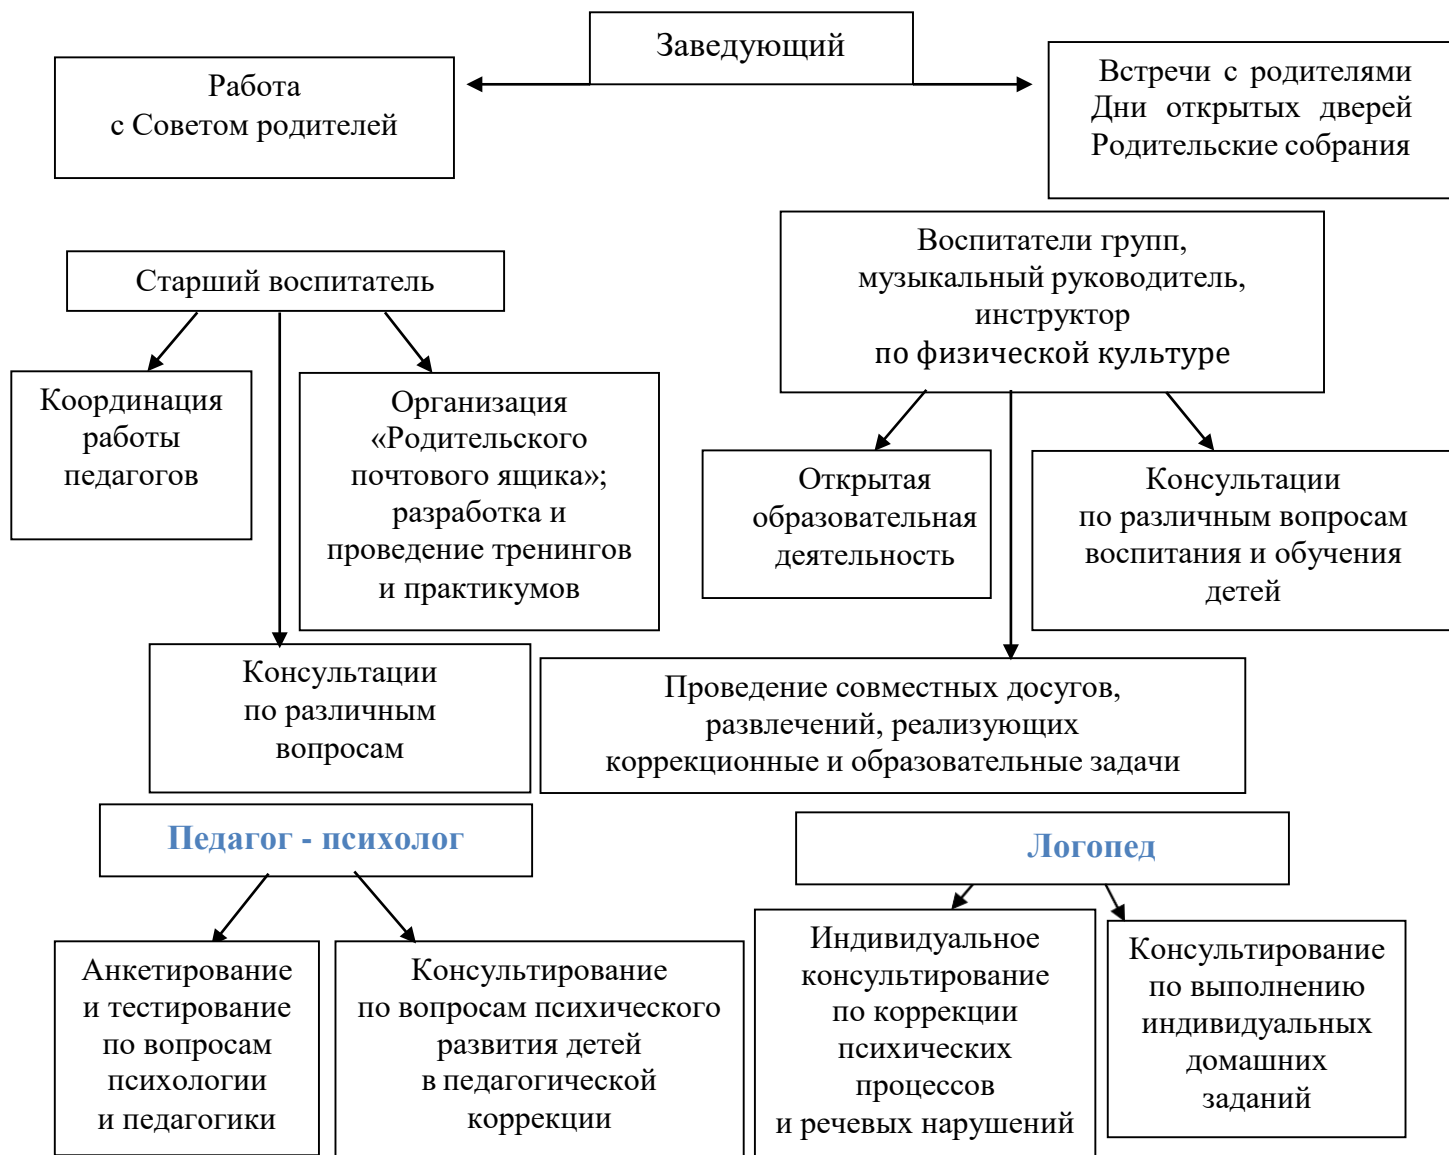 Заведующий
Работа
с Советом родителей
Встречи с родителями
Дни открытых дверей
Родительские собрания
Старший воспитатель
Воспитатели групп,
музыкальный руководитель,
инструктор
по физической культуре
Координация
работы
педагогов
Организация
«Родительского
почтового ящика»;
разработка и
проведение тренингов
и практикумов
Открытая
образовательная
деятельность
Консультации
по различным вопросам
воспитания и обучения
детей
Консультации
по различным
вопросам
Проведение совместных досугов,
развлечений, реализующих
коррекционные и образовательные задачи
Педагог - психолог
Логопед
Анкетирование
и тестирование
по вопросам
психологии
и педагогики
Консультирование
по вопросам психического
развития детей
в педагогической
коррекции
Индивидуальное
консультирование
по коррекции
психических
процессов
и речевых нарушений
Консультирование
по выполнению
индивидуальных
домашних
заданий